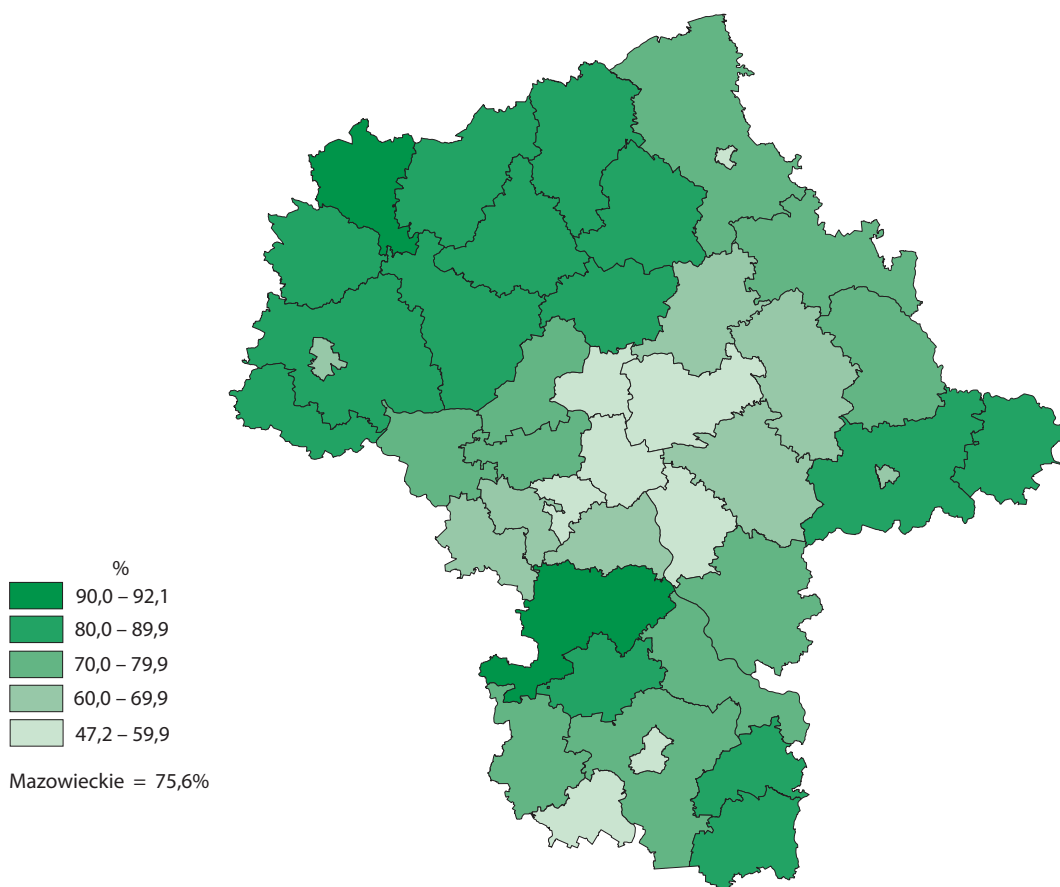 %
90,0 – 92,1
80,0 – 89,9
70,0 – 79,9
60,0 – 69,9
47,2 – 59,9
Mazowieckie = 75,6%